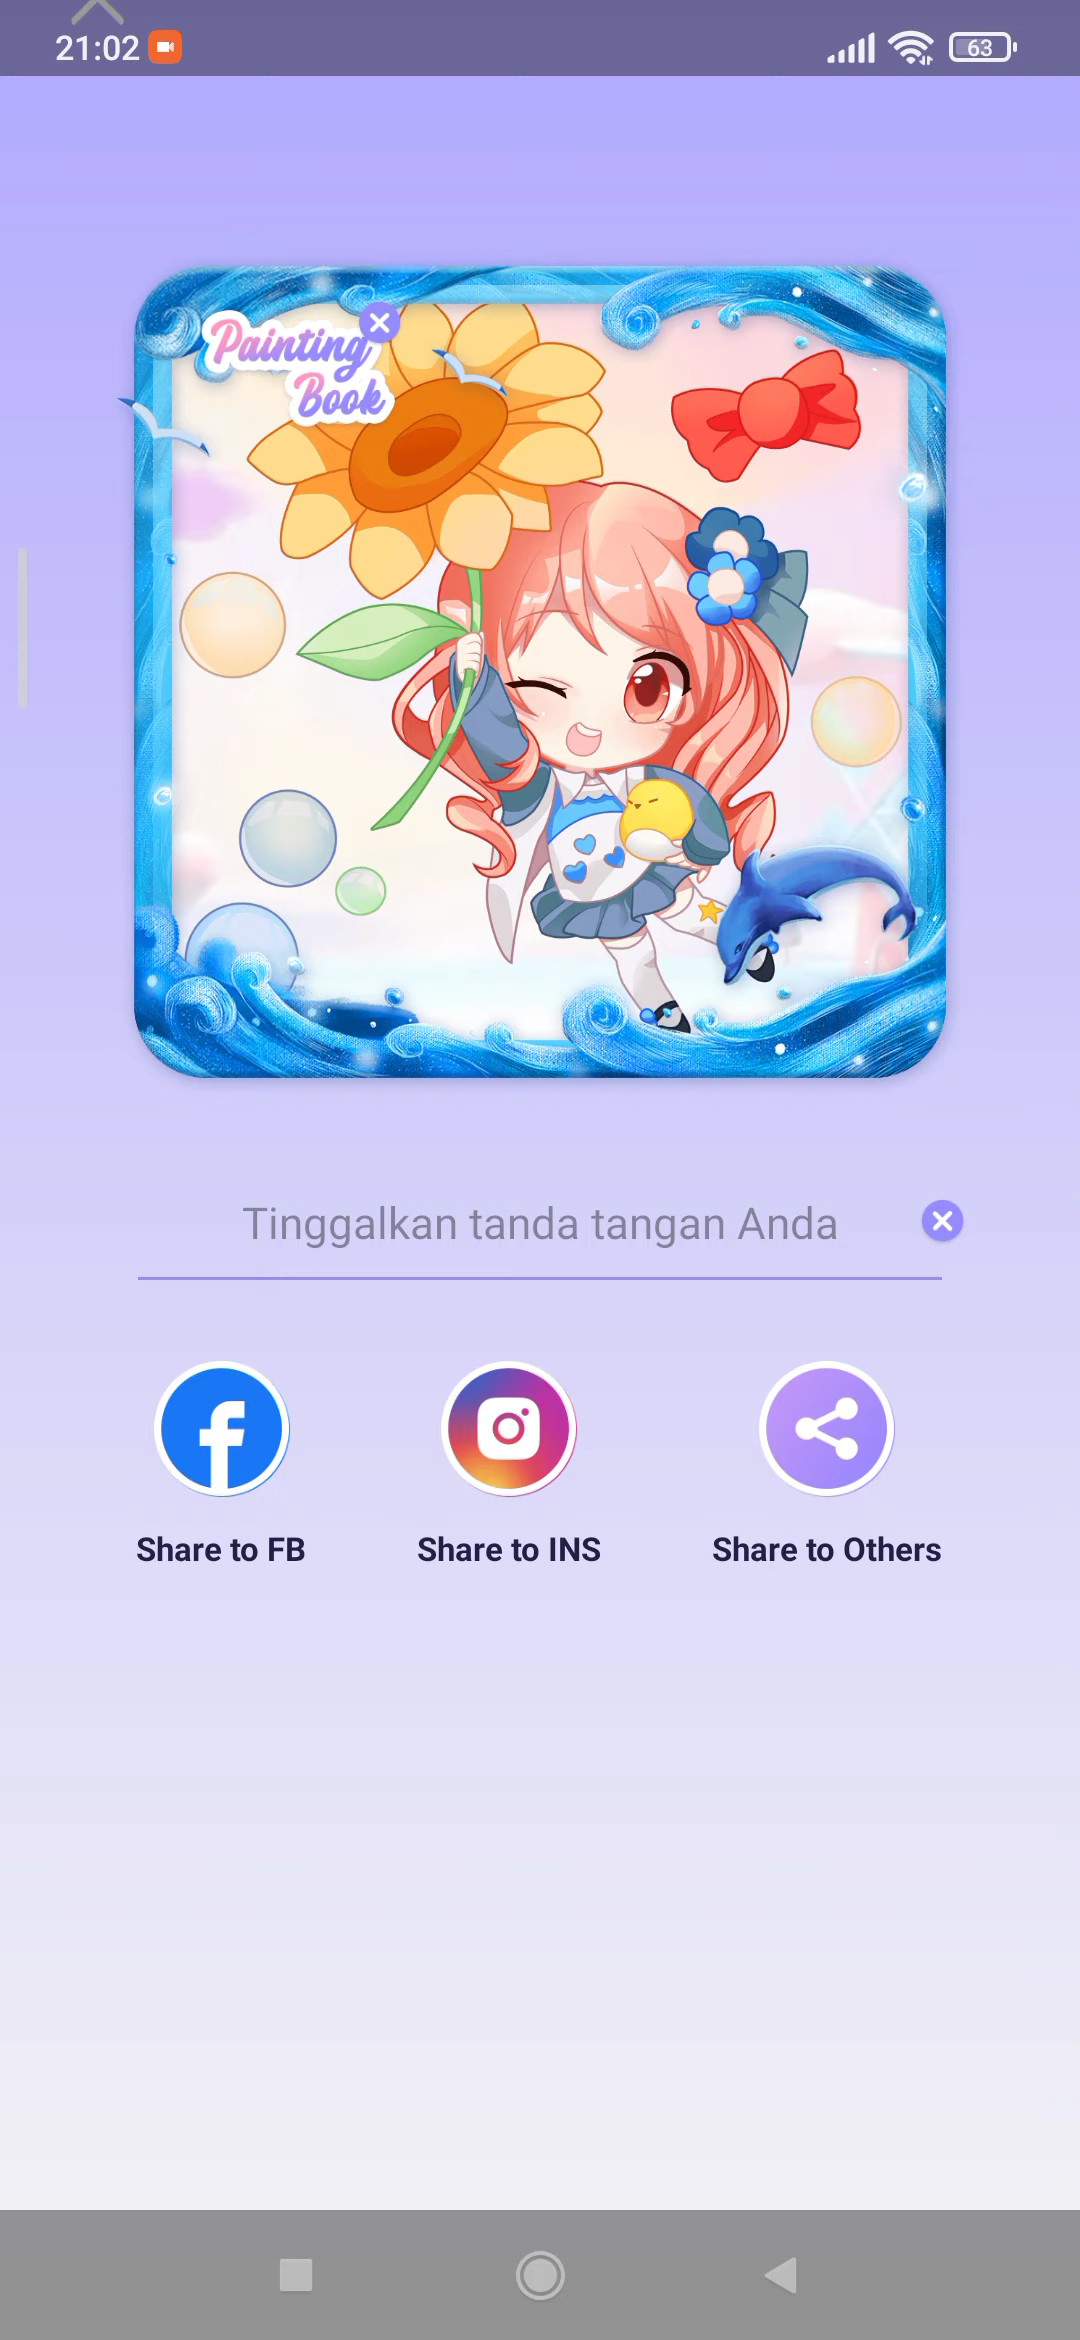 21:02
63
Painting
Book
Tinggalkan tanda tangan Anda
Share to FB
Share to INS
Share to Others